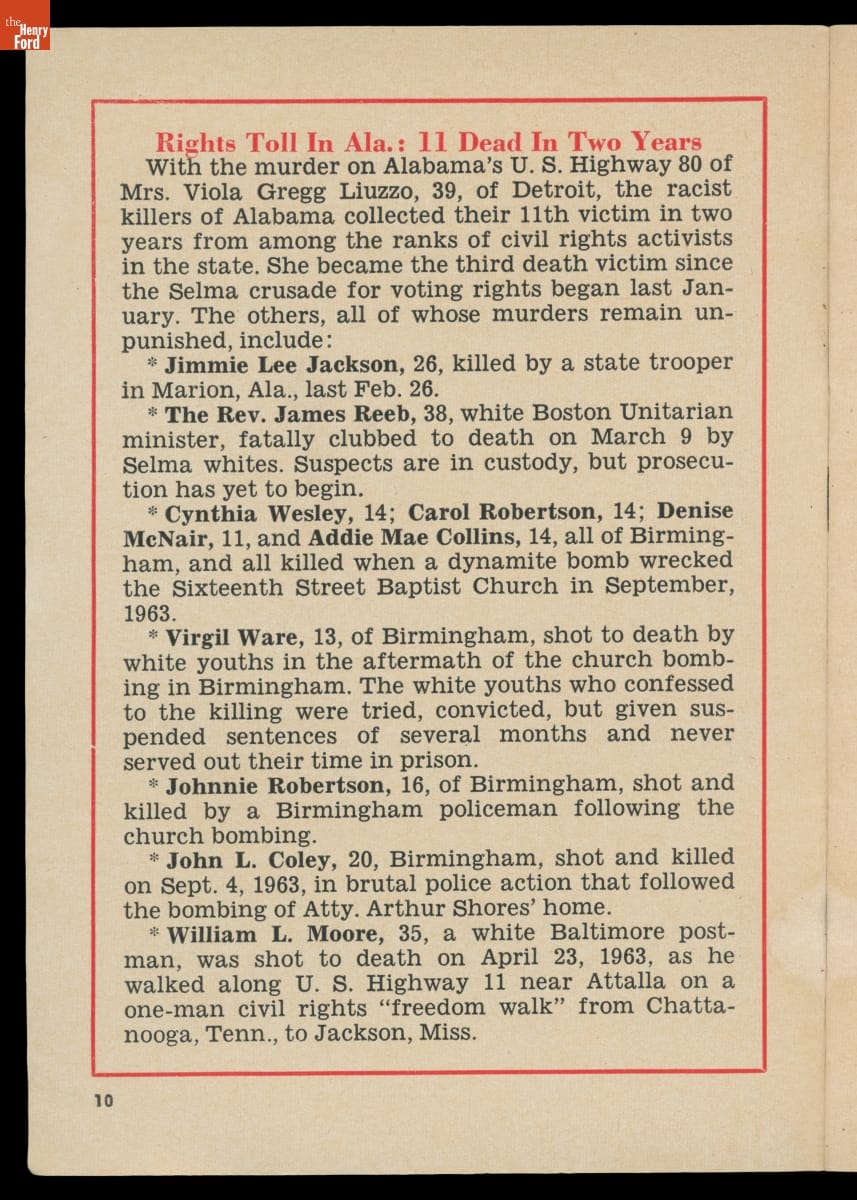 the
Henry
Ford
Rights Toll In Ala.: 11 Dead In Two Years
With the murder on Alabama's U. S. Highway 80 of
Mrs. Viola Gregg Liuzzo, 39, of Detroit, the racist
killers of Alabama collected their 11th victim in two
years from among the ranks of civil rights activists
in the state. She became the third death victim since
the Selma crusade for voting rights began last Jan-
uary. The others, all of whose murders remain un-
punished, include:
* Jimmie Lee Jackson, 26, killed by a state trooper
in Marion, Ala., last Feb. 26.
* The Rev. James Reeb, 38, white Boston Unitarian
minister, fatally clubbed to death on March 9 by
Selma whites. Suspects are in custody, but prosecu-
tion has yet to begin.
* Cynthia Wesley, 14; Carol Robertson, 14; Denise
McNair, 11, and Addie Mae Collins, 14, all of Birming-
ham, and all killed when a dynamite bomb wrecked
the Sixteenth Street Baptist Church in September,
1963.
* Virgil Ware, 13, of Birmingham, shot to death by
white youths in the aftermath of the church bomb-
ing in Birmingham. The white youths who confessed
to the killing were tried, convicted, but given sus-
pended sentences of several months and never
served out their time in prison.
* Johnnie Robertson, 16, of Birmingham, shot and
killed by a Birmingham policeman following the
church bombing.
* John L. Coley, 20, Birmingham, shot and killed
on Sept. 4, 1963, in brutal police action that followed
the bombing of Atty. Arthur Shores' home.
* William L. Moore, 35, a white Baltimore post-
man, was shot to death on April 23, 1963, as he
walked along U. S. Highway 11 near Attalla on a
one-man civil rights "freedom walk" from Chatta-
nooga, Tenn., to Jackson, Miss.
10